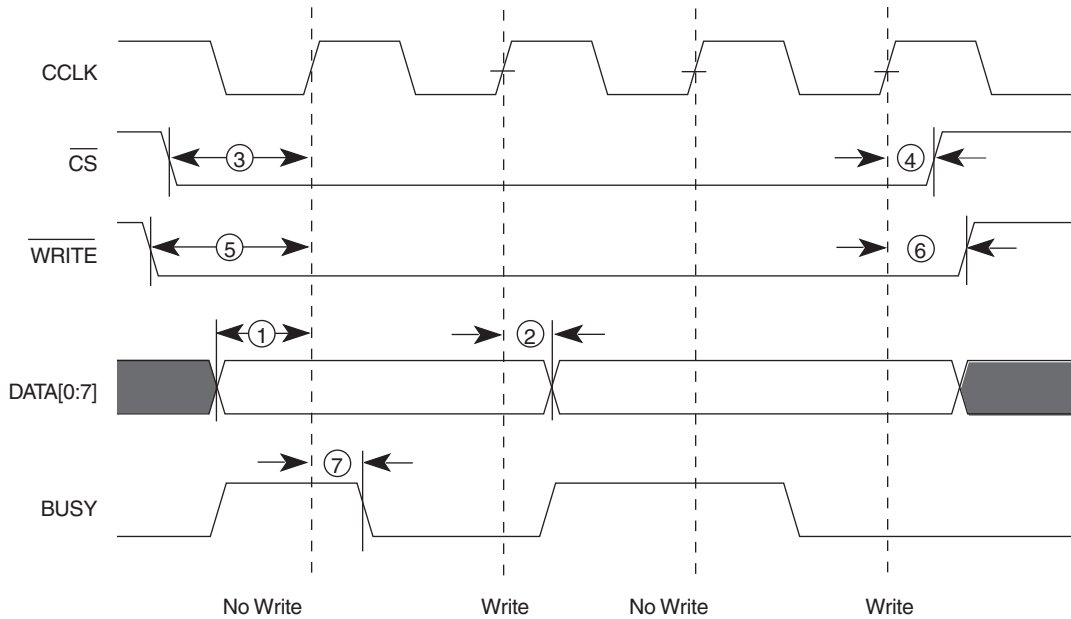 CCLK
CS
③
④
WRITE
⑤
⑥
①
②
DATA[0:7]
⑦
BUSY
No Write
Write
No Write
Write